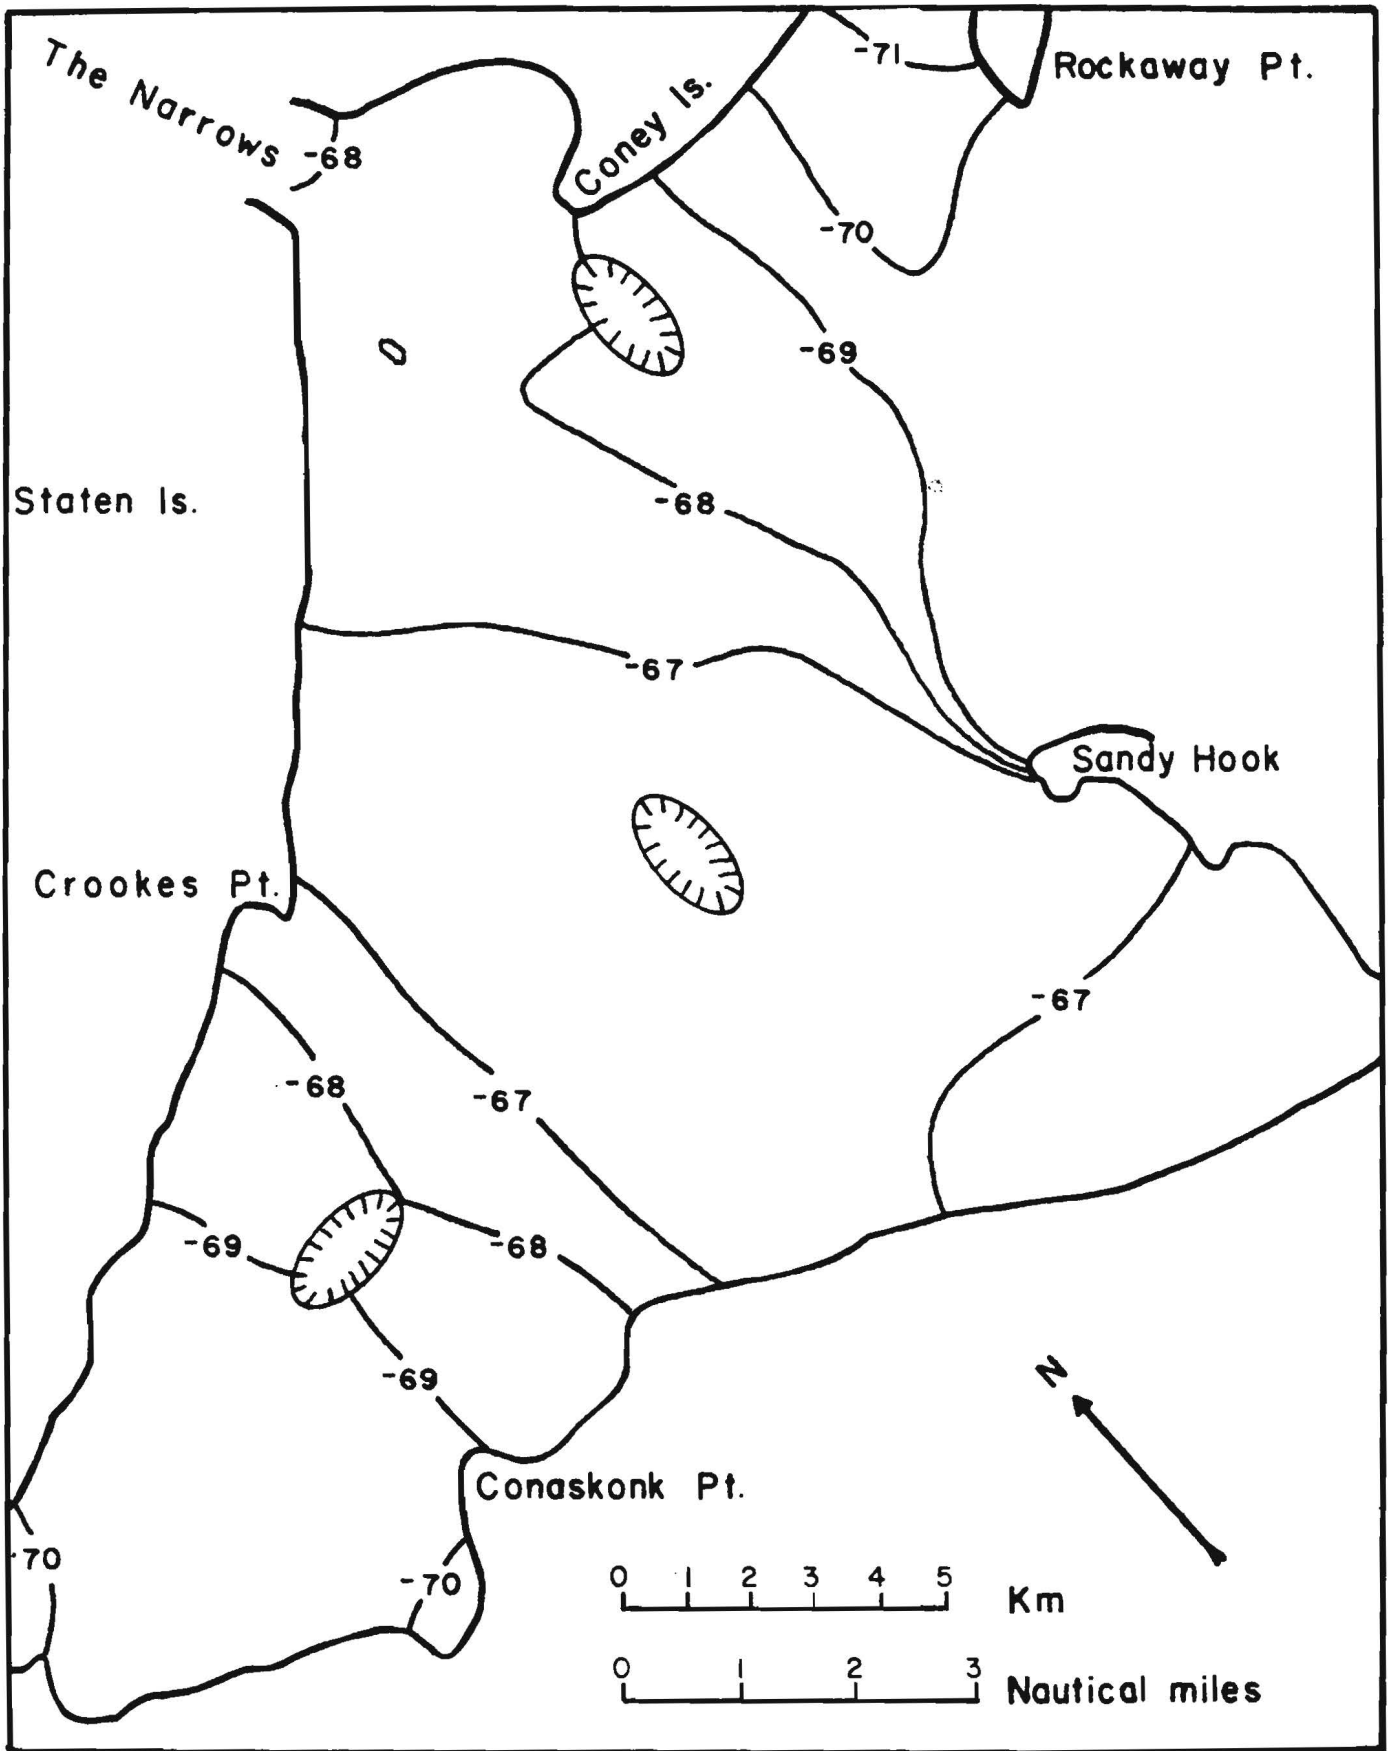 -71
Rockaway Pt.
The Narrows
-68
Coney Is.
-70
-69
Staten Is.
-68
-67
Sandy Hook
Crookes Pt.
-67
-68
-67
-69
-68
-69
N
Conaskonk Pt.
-70
-70
0 1 2 3 4 5
Km
0 1 2 3
Nautical miles